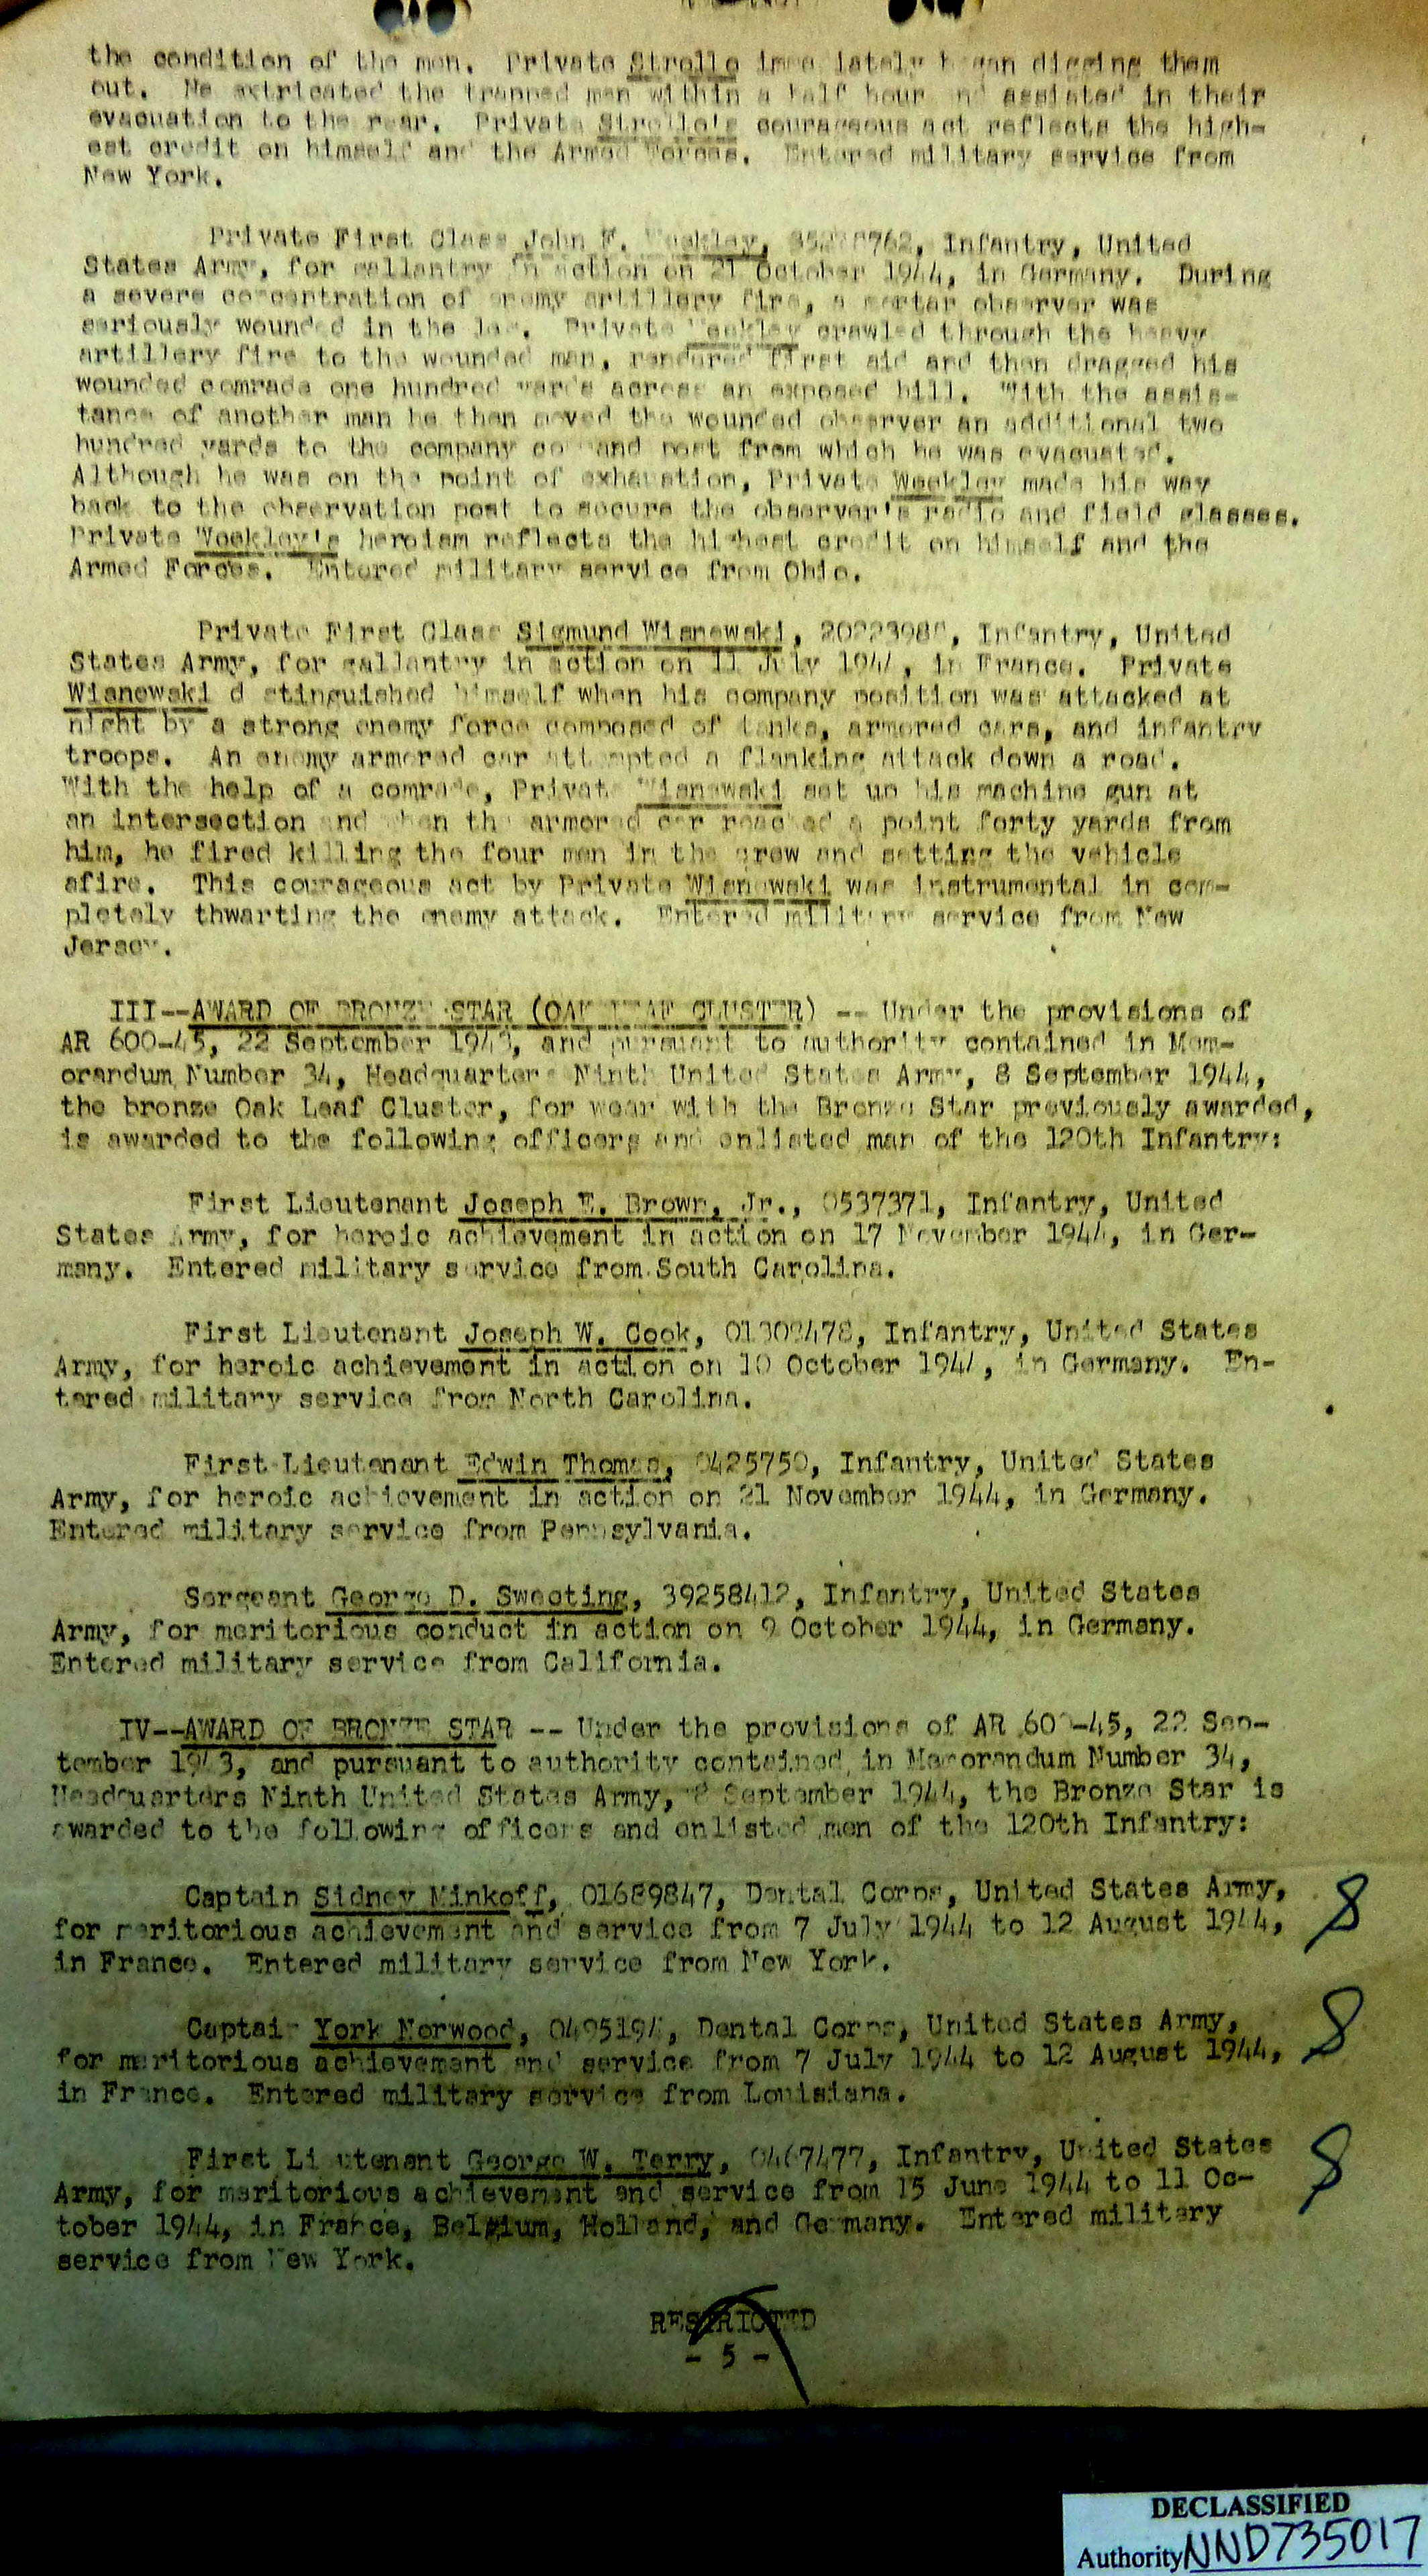 the condition of the men. Private Strollo immediately began digging them
out. He extricated the trapped men within a half hour and assisted in their
evacuation to the rear. Private Strollo's courageous act reflects the high-
est credit on himself and the Armed Forces. Entered military service from
New York.
Private First Class John F. Weekley, Infantry, United
States Army, for gallantry in action on 21 October 1944, in Germany. During
a severe concentration of enemy artillery fire, a mortar observer was
seriously wounded in the leg. Private Weekley crawled through the heavy
artillery fire to the wounded man, rendered first aid and then dragged his
wounded comrade one hundred yards across an exposed hill. With the assis-
tance of another man he then moved the wounded observer an additional two
hundred yards to the company command post from which he was evacuated.
Although he was on the point of exhaustion, Private Weekley made his way
back to the observation post to secure the observer's radio and field glasses.
Private Weekley's heroism reflects the highest credit on himself and the
Armed Forces. Entered military service from Ohio.
Private First Class Sigmund Wisnewski, Infantry, United
States Army, for gallantry in action on 11 July 1944, in France. Private
Wisnewski distinguished himself when his company position was attacked at
night by a strong enemy force composed of tanks, armored cars, and infantry
troops. An enemy armored car attempted a flanking attack down a road.
With the help of a comrade, Private Wisnewski set up his machine gun at
an intersection and when the armored car reached a point forty yards from
him, he fired killing the four men in the crew and setting the vehicle
afire. This courageous act by Private Wisnewski was instrumental in com-
pletely thwarting the enemy attack. Entered military service from New
Jersey.
III--AWARD OF BRONZE STAR (OAK LEAF CLUSTER) -- Under the provisions of
AR 600-45, 22 September 1943, and pursuant to authority contained in Mem-
orandum Number 34, Headquarters Ninth United States Army, 8 September 1944,
the bronze Oak Leaf Cluster, for wear with the Bronze Star previously awarded,
is awarded to the following officers and enlisted man of the 120th Infantry:
First Lieutenant Joseph E. Brown, Jr., 0537371, Infantry, United
States Army, for heroic achievement in action on 17 November 1944, in Ger-
many. Entered military service from South Carolina.
First Lieutenant Joseph W. Cook, Infantry, United States
Army, for heroic achievement in action on 10 October 1944, in Germany. En-
tered military service from North Carolina.
First Lieutenant Edwin Thomas, 0425750, Infantry, United States
Army, for heroic achievement in action on 21 November 1944, in Germany.
Entered military service from Pennsylvania.
Sergeant George D. Sweeting, 39258412, Infantry, United States
Army, for meritorious conduct in action on 9 October 1944, in Germany.
Entered military service from California.
IV--AWARD OF BRONZE STAR -- Under the provisions of AR 600-45, 22 Sep-
tember 1943, and pursuant to authority contained in Memorandum Number 34,
Headquarters Ninth United States Army, 8 September 1944, the Bronze Star is
awarded to the following officers and enlisted men of the 120th Infantry:
Captain Sidney Minkoff, 01689847, Dental Corps, United States Army,
for meritorious achievement and service from 7 July 1944 to 12 August 1944,
in France. Entered military service from New York.
8
Captain York Norwood, Dental Corps, United States Army,
for meritorious achievement and service from 7 July 1944 to 12 August 1944,
in France. Entered military service from Louisiana.
8
First Lieutenant George W. Terry, 0467477, Infantry, United States
Army, for meritorious achievement and service from 15 June 1944 to 11 Oc-
tober 1944, in France, Belgium, Holland, and Germany. Entered military
service from New York.
8
RESTRICTED
- 5 -
DECLASSIFIED
Authority NND735017